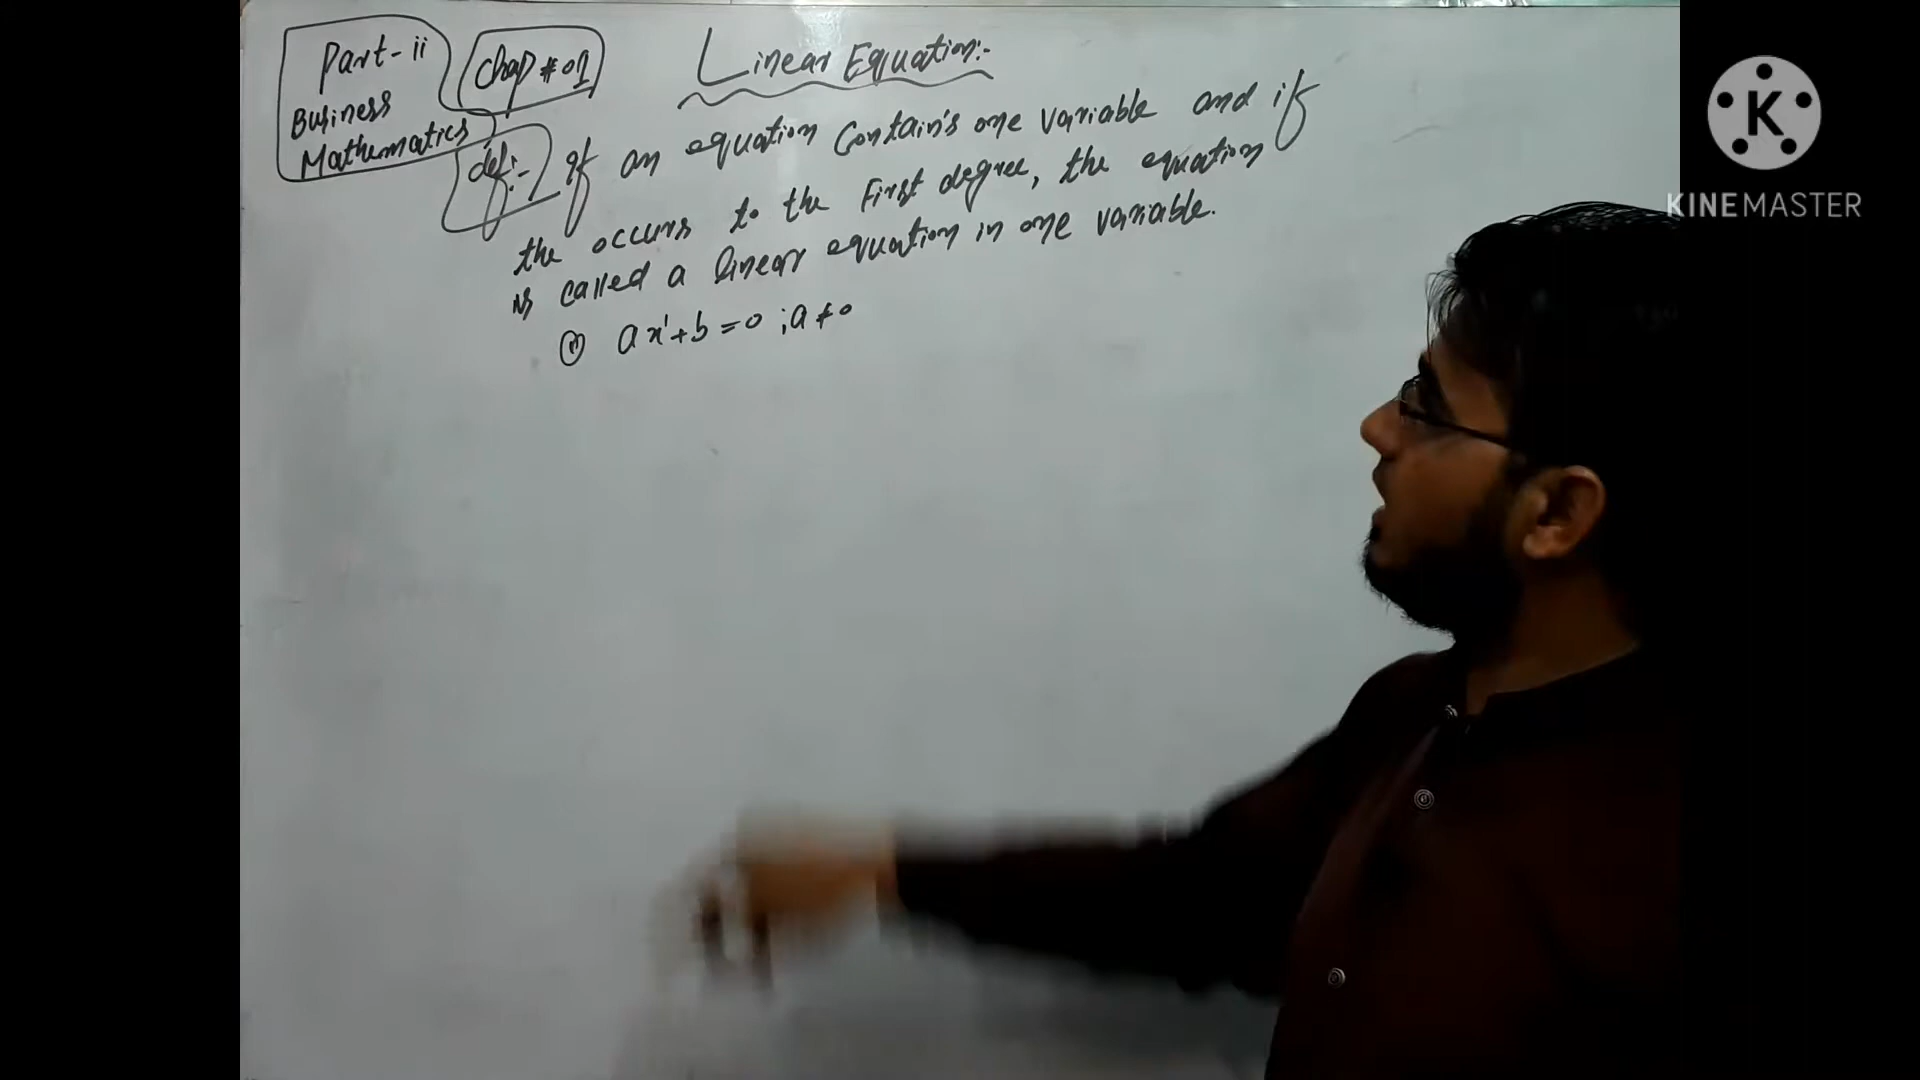 Part-ii
Business
Mathematics
Chap # 01
Linear Equation:-
def:- If an equation Contain's one variable and if
the occurs to the First degree, the equation
is called a linear equation in one variable.
ax¹+b=0 ; a≠0
KINEMASTER